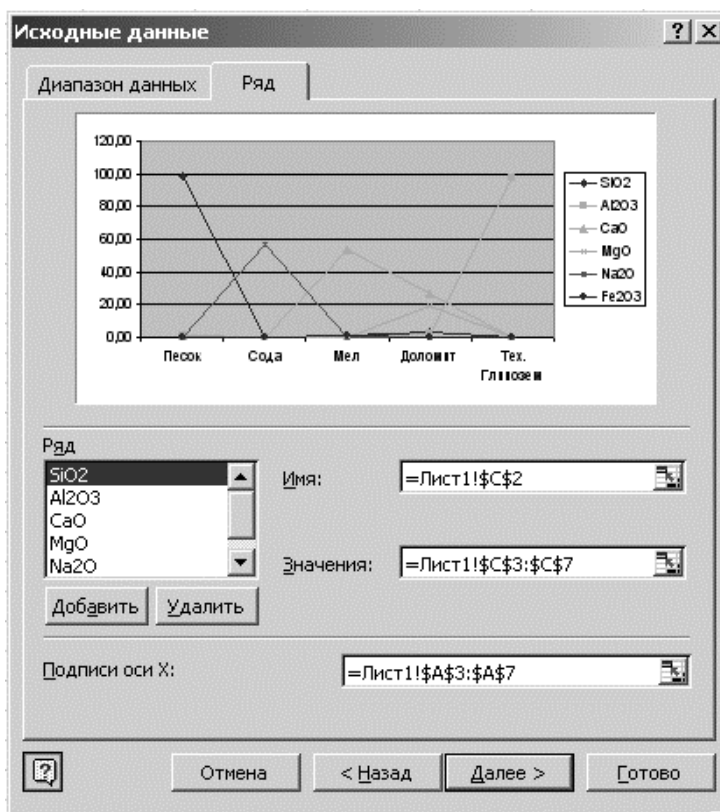 Исходные данные
Диапазон данных Ряд
120,00
100,00
80,00
60,00
40,00
20,00
0,00
Песок Сода Мел Доломит Тех. Глинозем
SiO2
Al2O3
CaO
MgO
Na2O
Fe2O3
Ряд
SiO2
Al2O3
CaO
MgO
Na2O
Имя: =Лист1!$C$2
Значения: =Лист1!$C$3:$C$7
Добавить Удалить
Подписи оси X: =Лист1!$A$3:$A$7
Отмена < Назад Далее > Готово